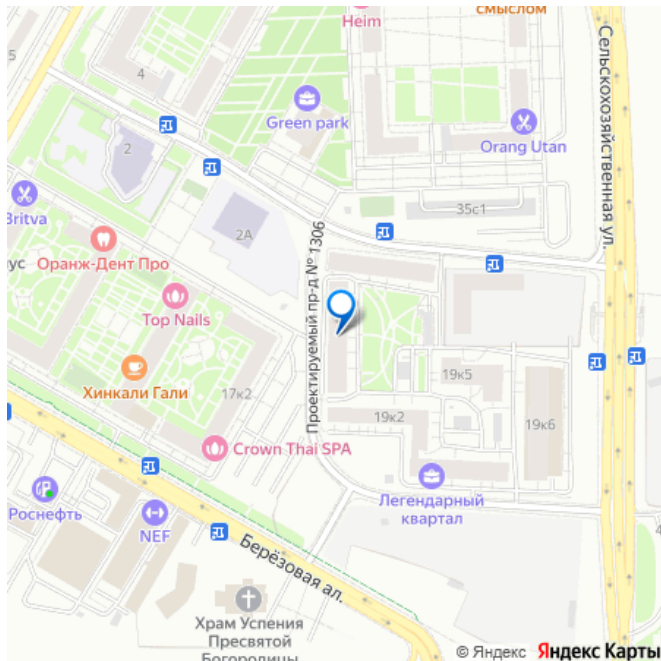 Heim
смыслом
5
4
Green park
Orang Utan
Сельскохозяйственная ул.
2
35с1
Britva
2А
Оранж-Дент Про
Проектируемый пр-д № 1306
Top Nails
Хинкали Гали
17к2
19к5
19к2
19к6
Crown Thai SPA
Легендарный
квартал
Роснефть
NEF
Берёзовая ал.
4
Храм Успения
Пресвятой
Богородицы
© Яндекс Яндекс Карты